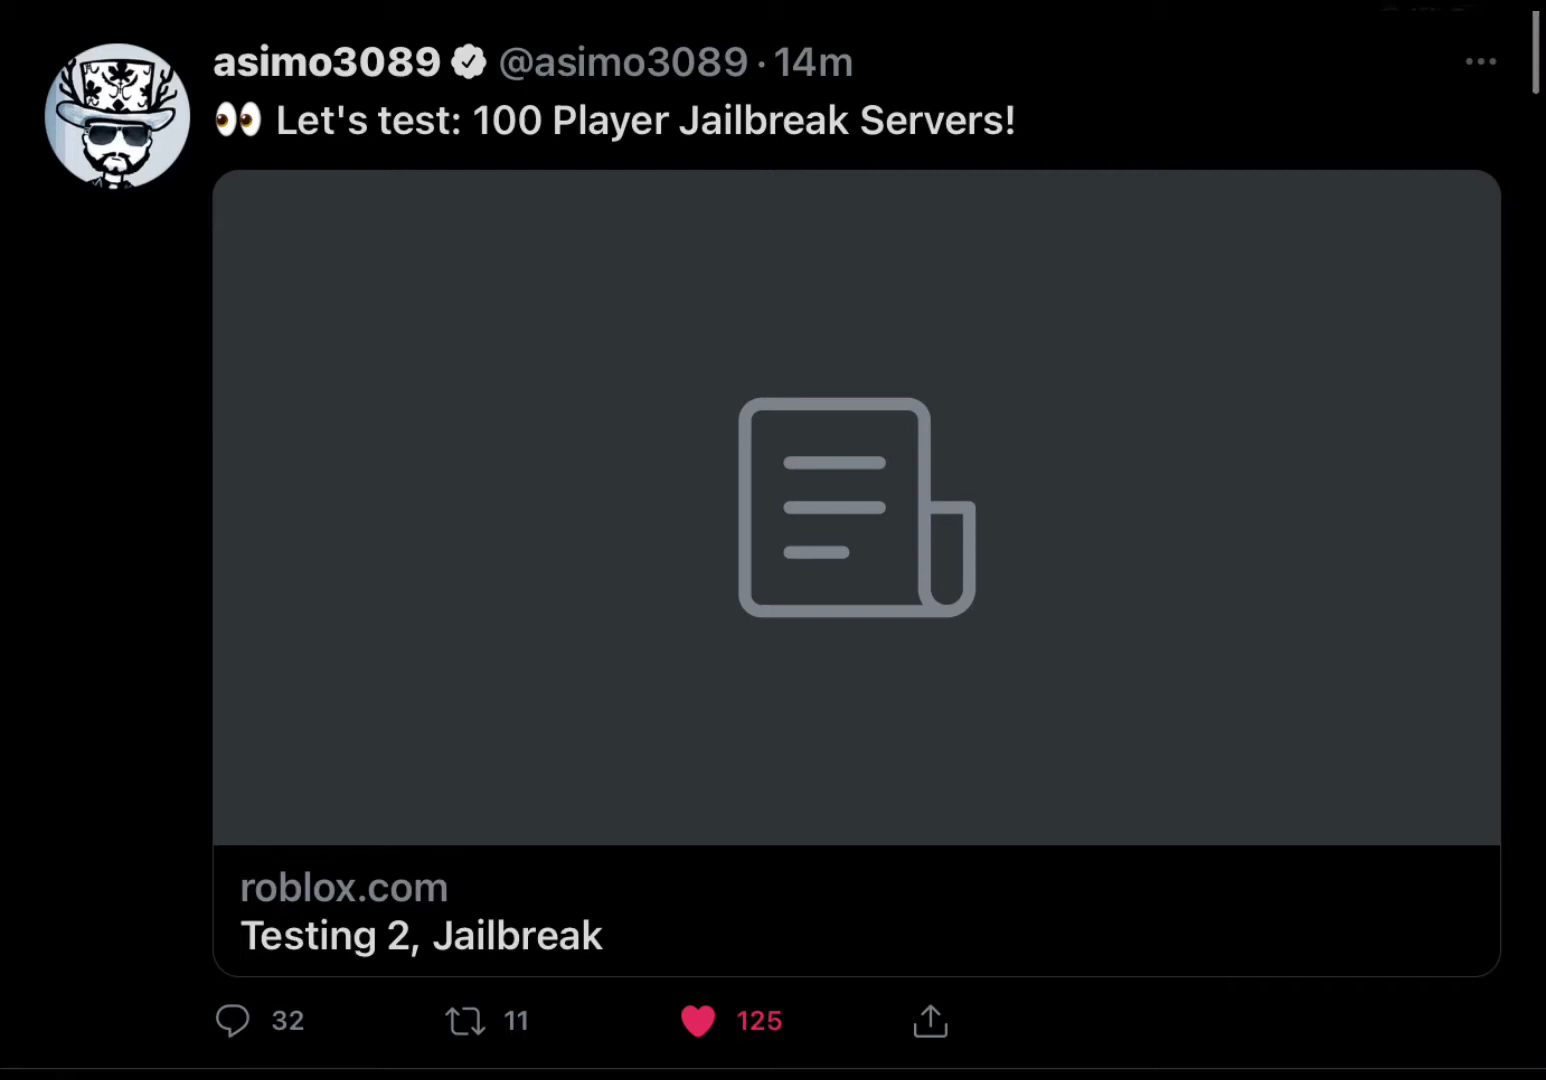 asimo3089 @asimo3089 · 14m
👀 Let's test: 100 Player Jailbreak Servers!
roblox.com
Testing 2, Jailbreak
32 11 125